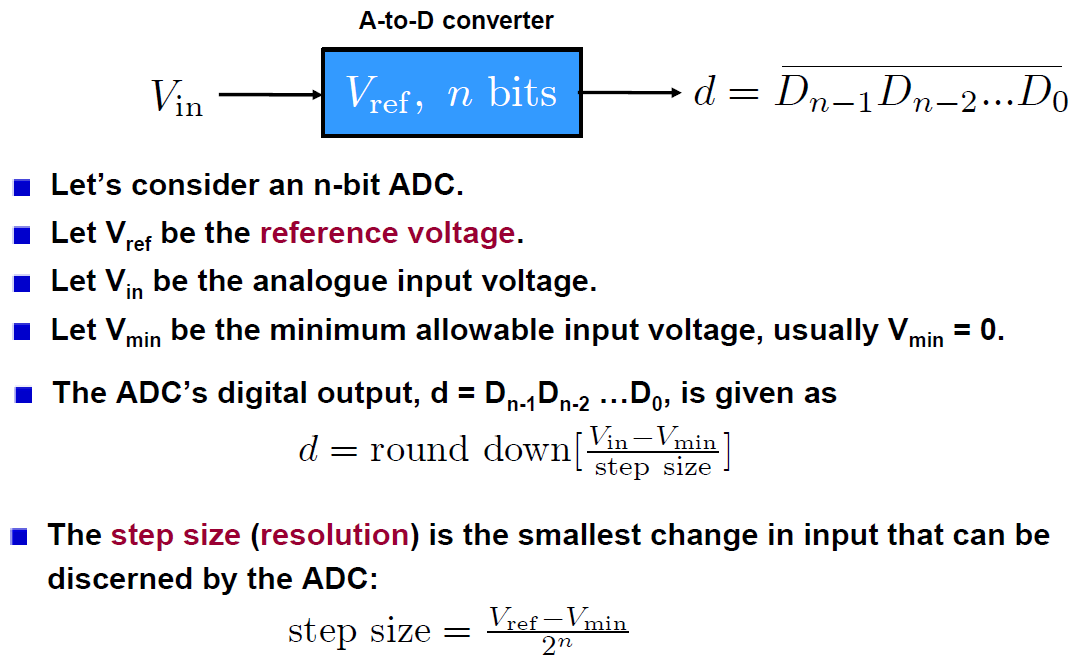 A-to-D converter
V_in V_ref, n bits d = \overline{D_{n-1}D_{n-2}...D_0}
Let’s consider an n-bit ADC.
Let V_ref be the reference voltage.
Let V_in be the analogue input voltage.
Let V_min be the minimum allowable input voltage, usually V_min = 0.
The ADC’s digital output, d = D_{n-1}D_{n-2} …D_0, is given as
d = round down[\frac{V_in − V_min}{step size}]
The step size (resolution) is the smallest change in input that can be
discerned by the ADC:
step size = \frac{V_ref − V_min}{2^n}